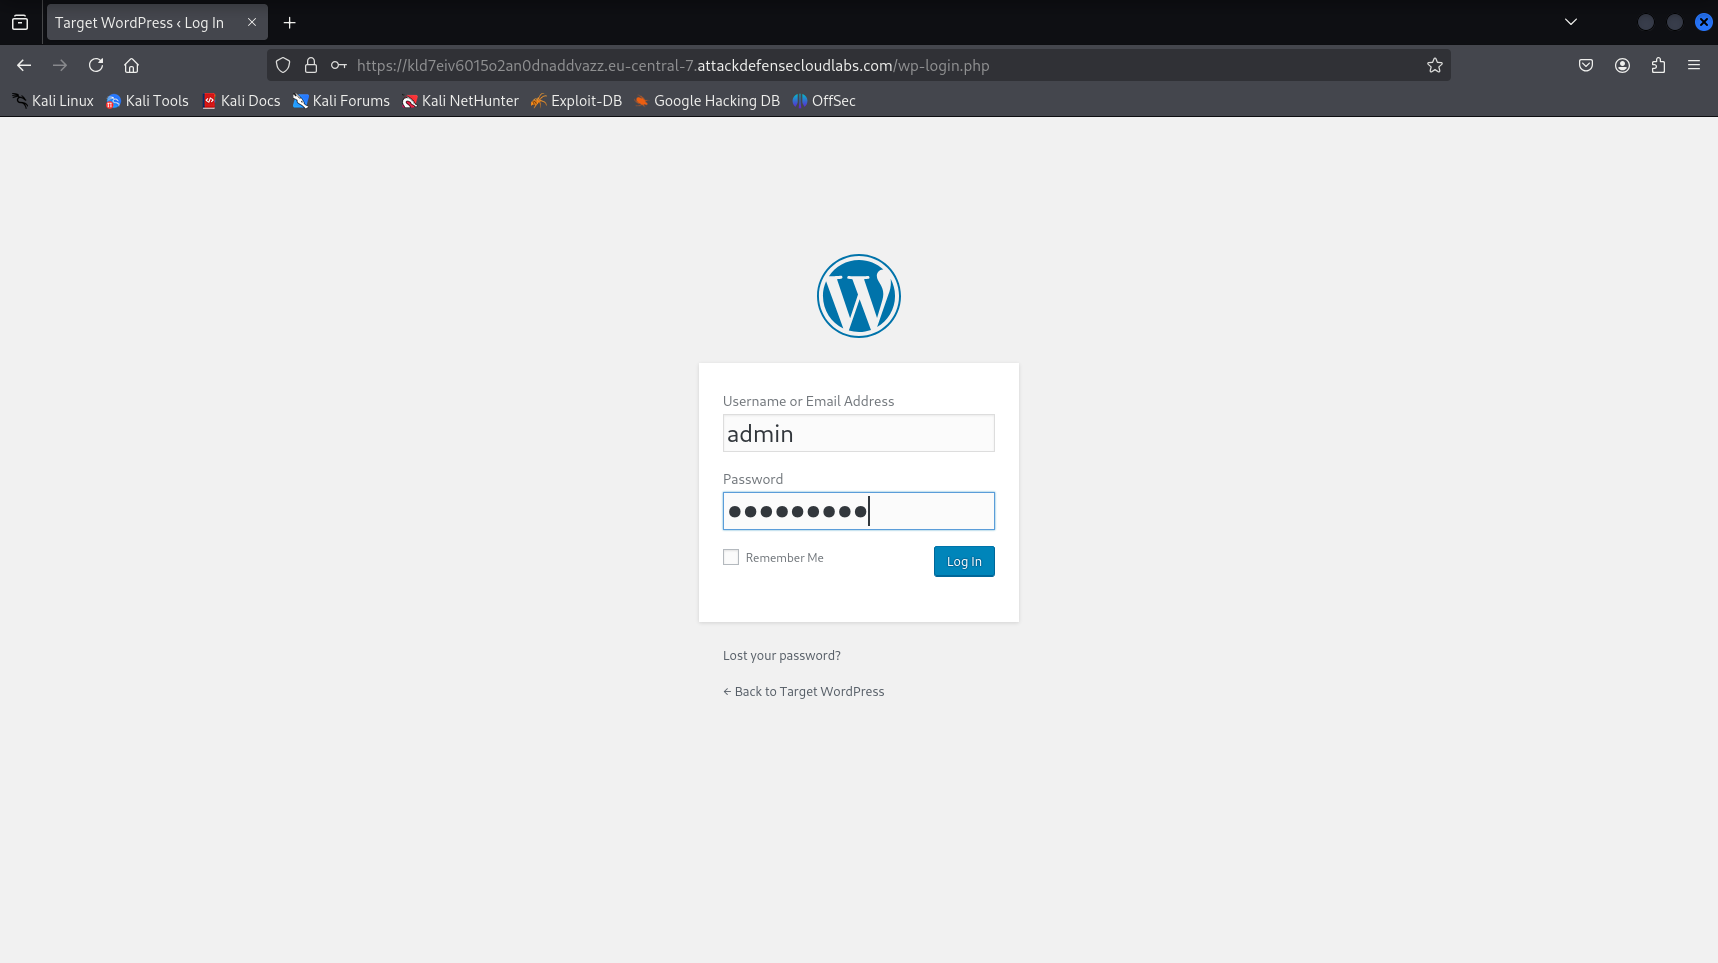 Target WordPress ‹ Log In
https://kld7eiv6015o2an0dnaddvazz.eu-central-7.attackdefensecloudlabs.com/wp-login.php
Kali Linux Kali Tools Kali Docs Kali Forums Kali NetHunter Exploit-DB Google Hacking DB OffSec
Username or Email Address
admin
Password
Remember Me Log In
Lost your password?
← Back to Target WordPress